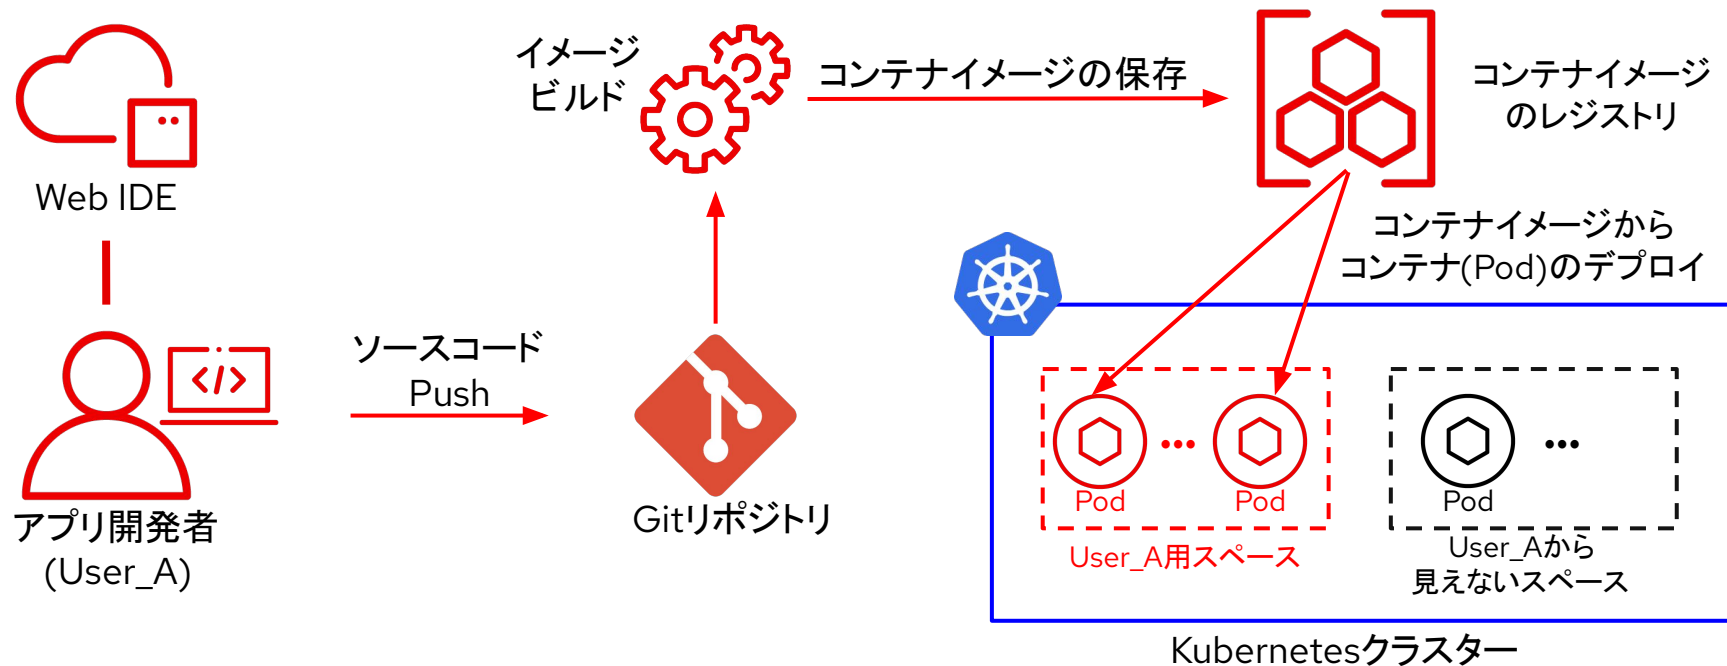 Web IDE
アプリ開発者
(User_A)
ソースコード
Push
Gitリポジトリ
イメージ
ビルド
コンテナイメージの保存
コンテナイメージ
のレジストリ
コンテナイメージから
コンテナ(Pod)のデプロイ
Pod
Pod
User_A用スペース
Pod
User_Aから
見えないスペース
Kubernetesクラスター